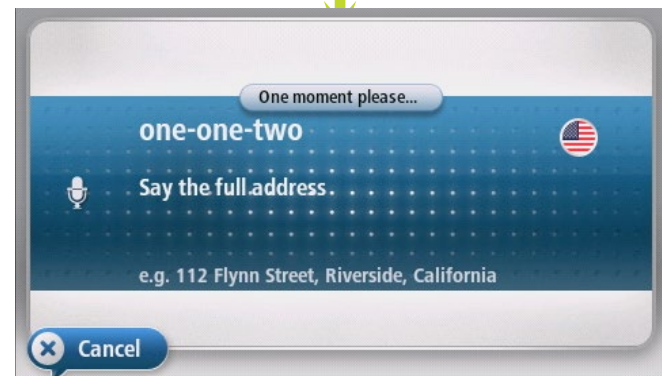 One moment please...
one-one-two
Say the full address
e.g. 112 Flynn Street, Riverside, California
Cancel